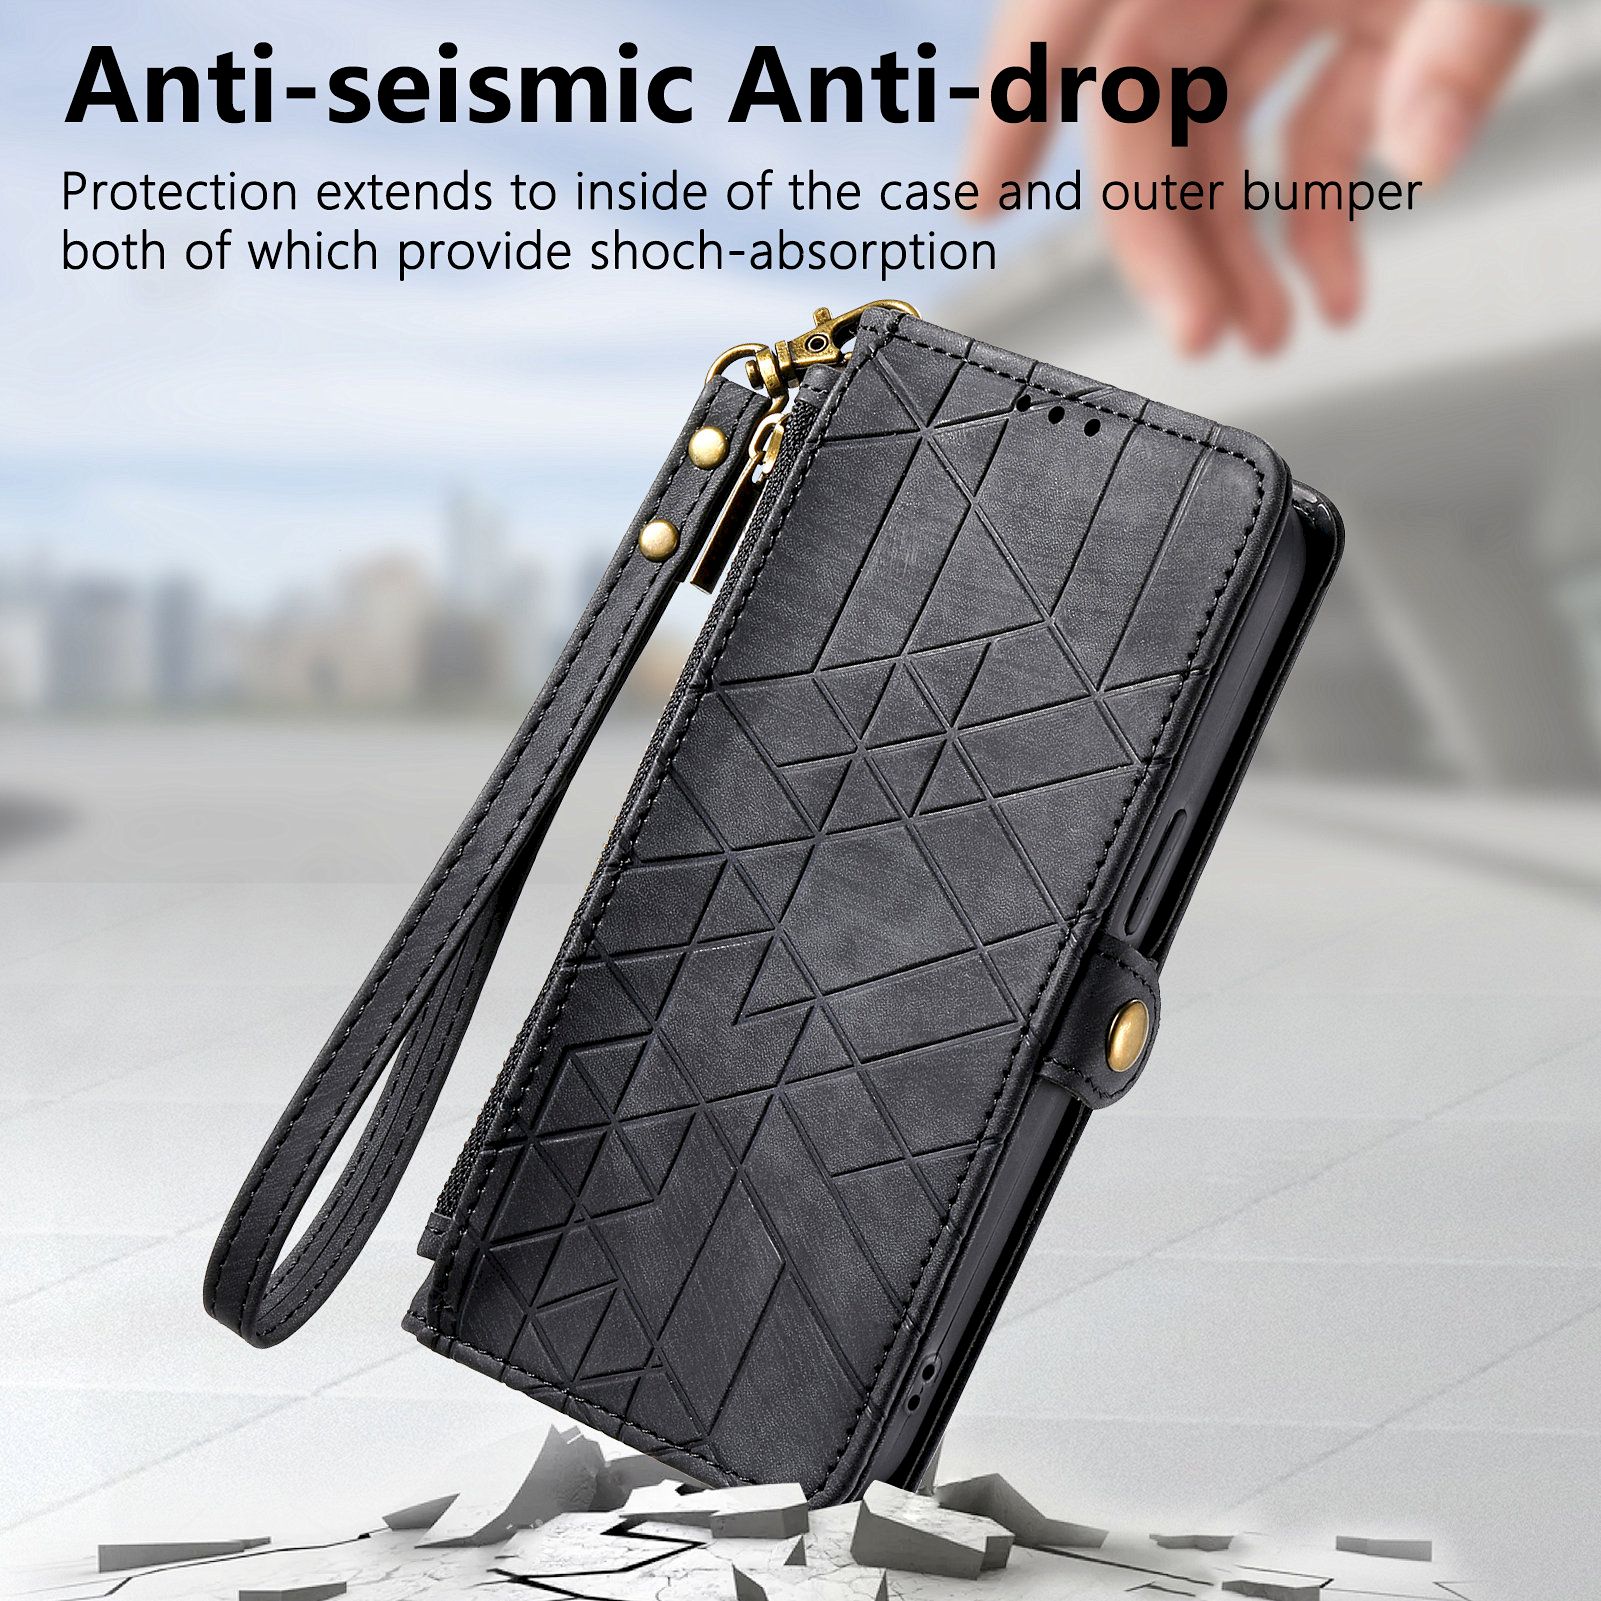 Anti-seismic Anti-drop
Protection extends to inside of the case and outer bumper
both of which provide shoch-absorption